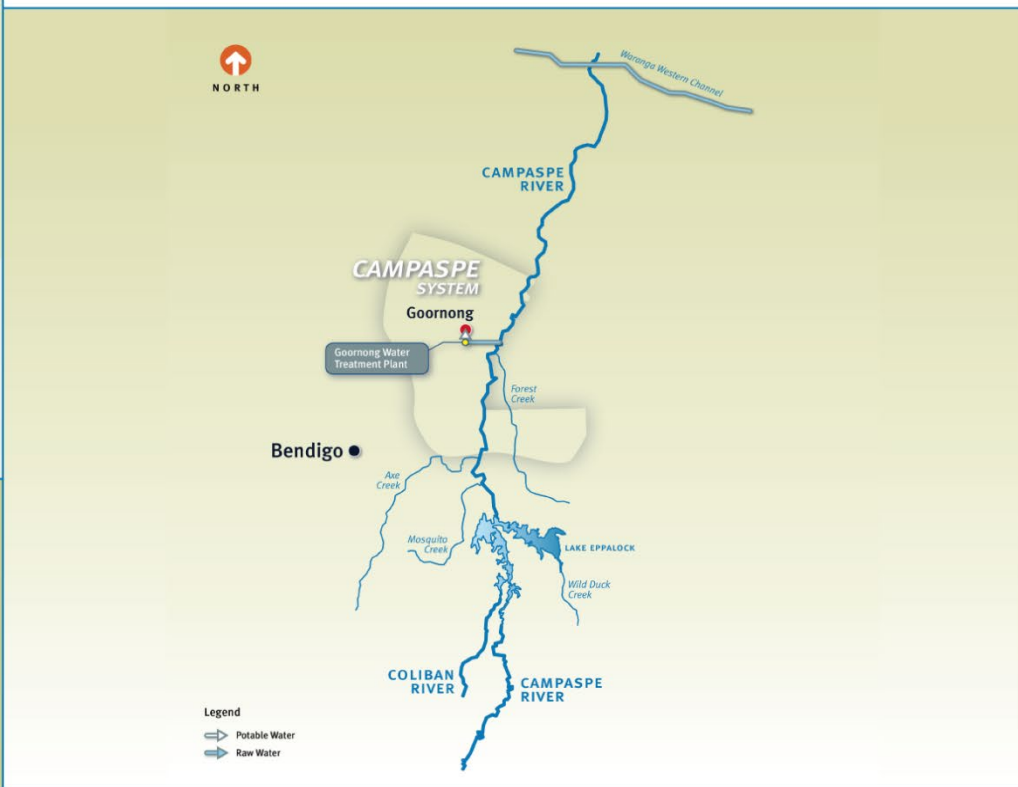 NORTH
Waranga Western Channel
CAMPASPE
RIVER
CAMPASPE
SYSTEM
Goornong
Goornong Water
Treatment Plant
Forest
Creek
Bendigo
Axe
Creek
Mosquito
Creek
LAKE EPPALOCK
Wild Duck
Creek
COLIBAN
RIVER
CAMPASPE
RIVER
Legend
Potable Water
Raw Water